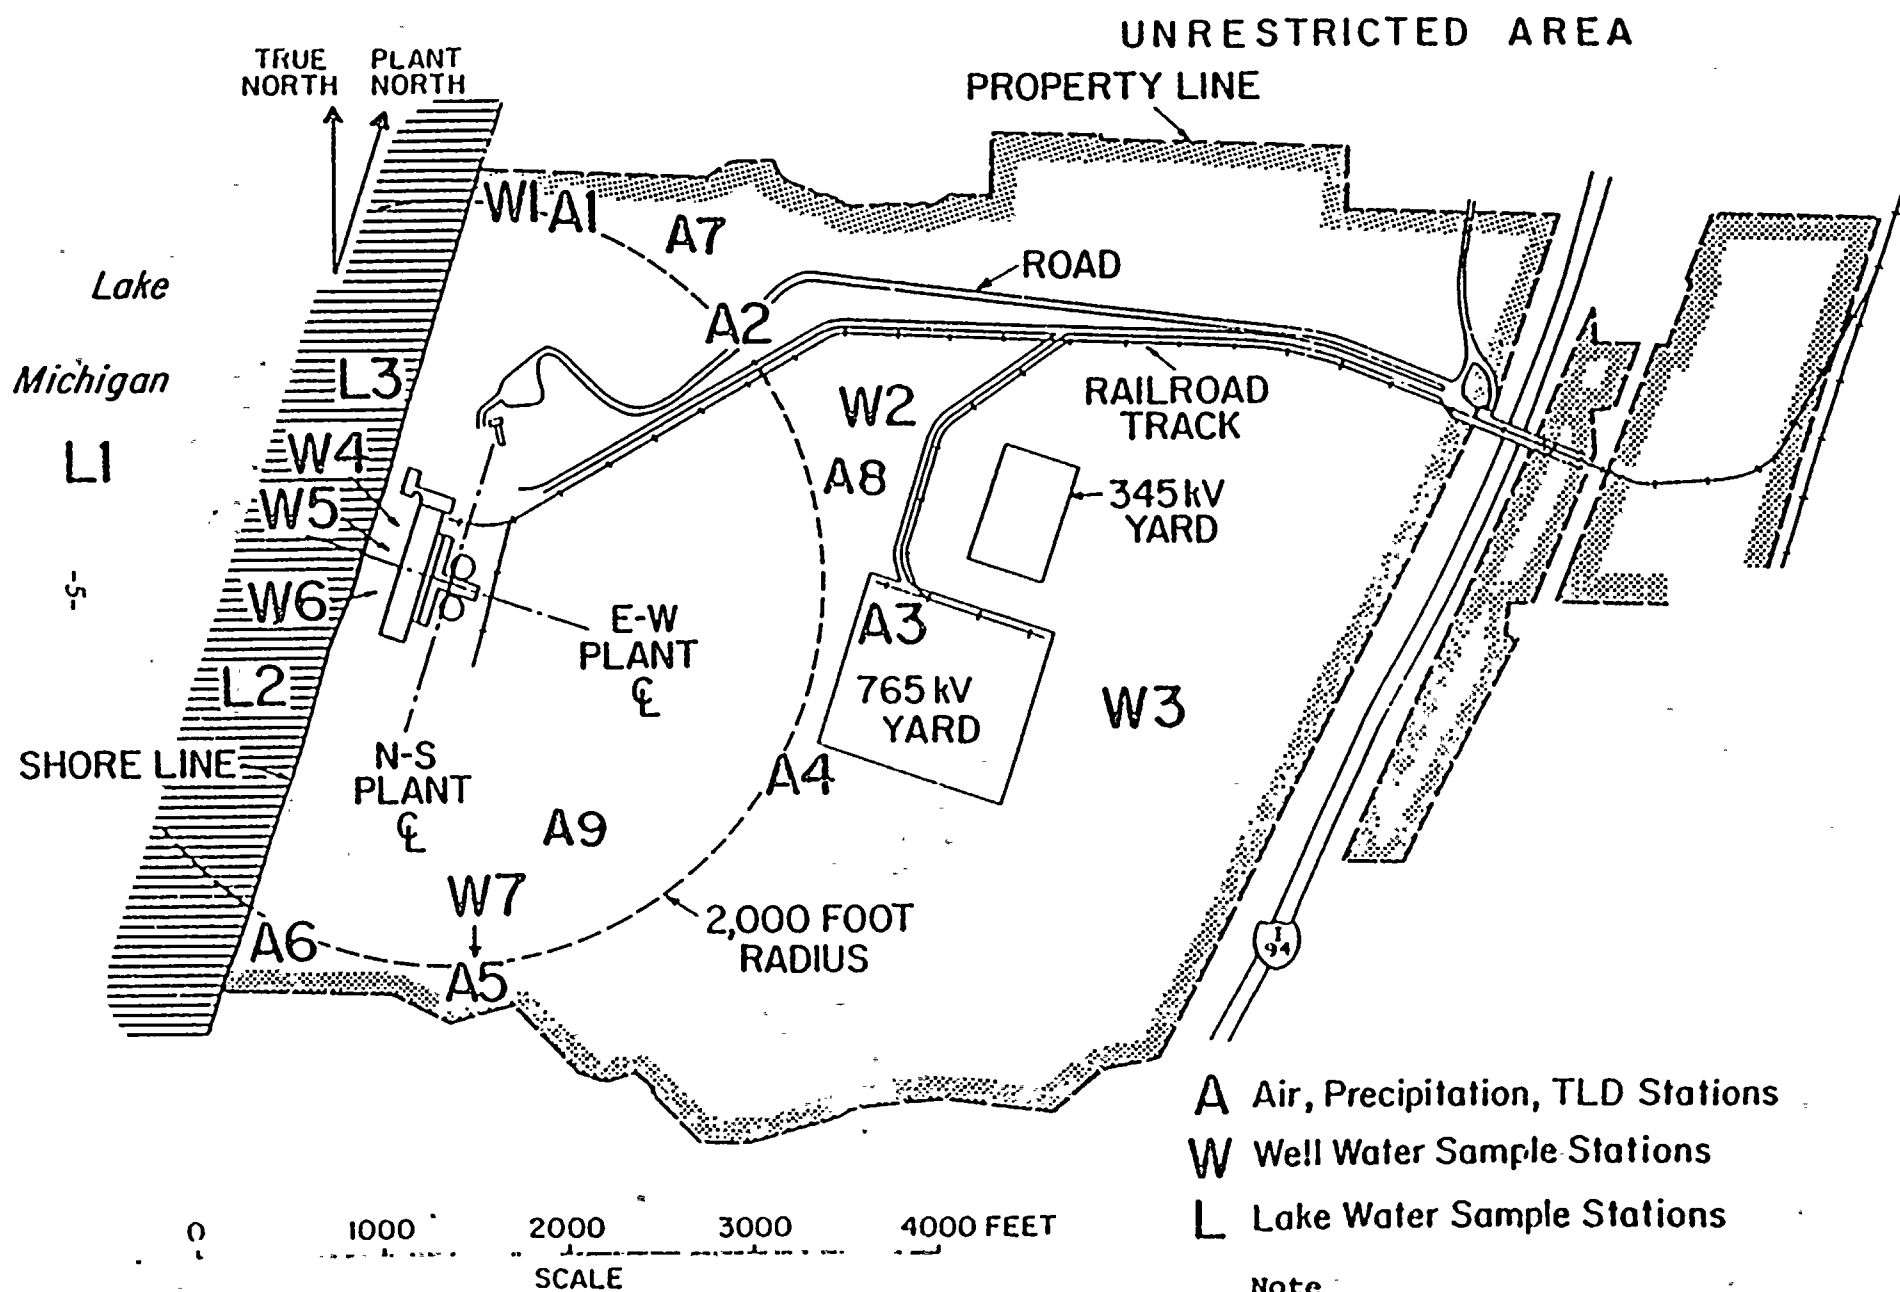 UNRESTRICTED AREA
PROPERTY LINE
TRUE NORTH
PLANT NORTH
W1
A1
A7
Lake
ROAD
A2
Michigan
L3
W2
RAILROAD
TRACK
L1
W4
A8
345 kV
YARD
W5
-5-
W6
A3
E-W
PLANT
℄
L2
765 kV
YARD
W3
SHORE LINE
N-S
PLANT
℄
A4
A9
W7
2,000 FOOT
RADIUS
A6
A5
I
94
A Air, Precipitation, TLD Stations
W Well Water Sample Stations
L Lake Water Sample Stations
0 1000 2000 3000 4000 FEET
SCALE
Note